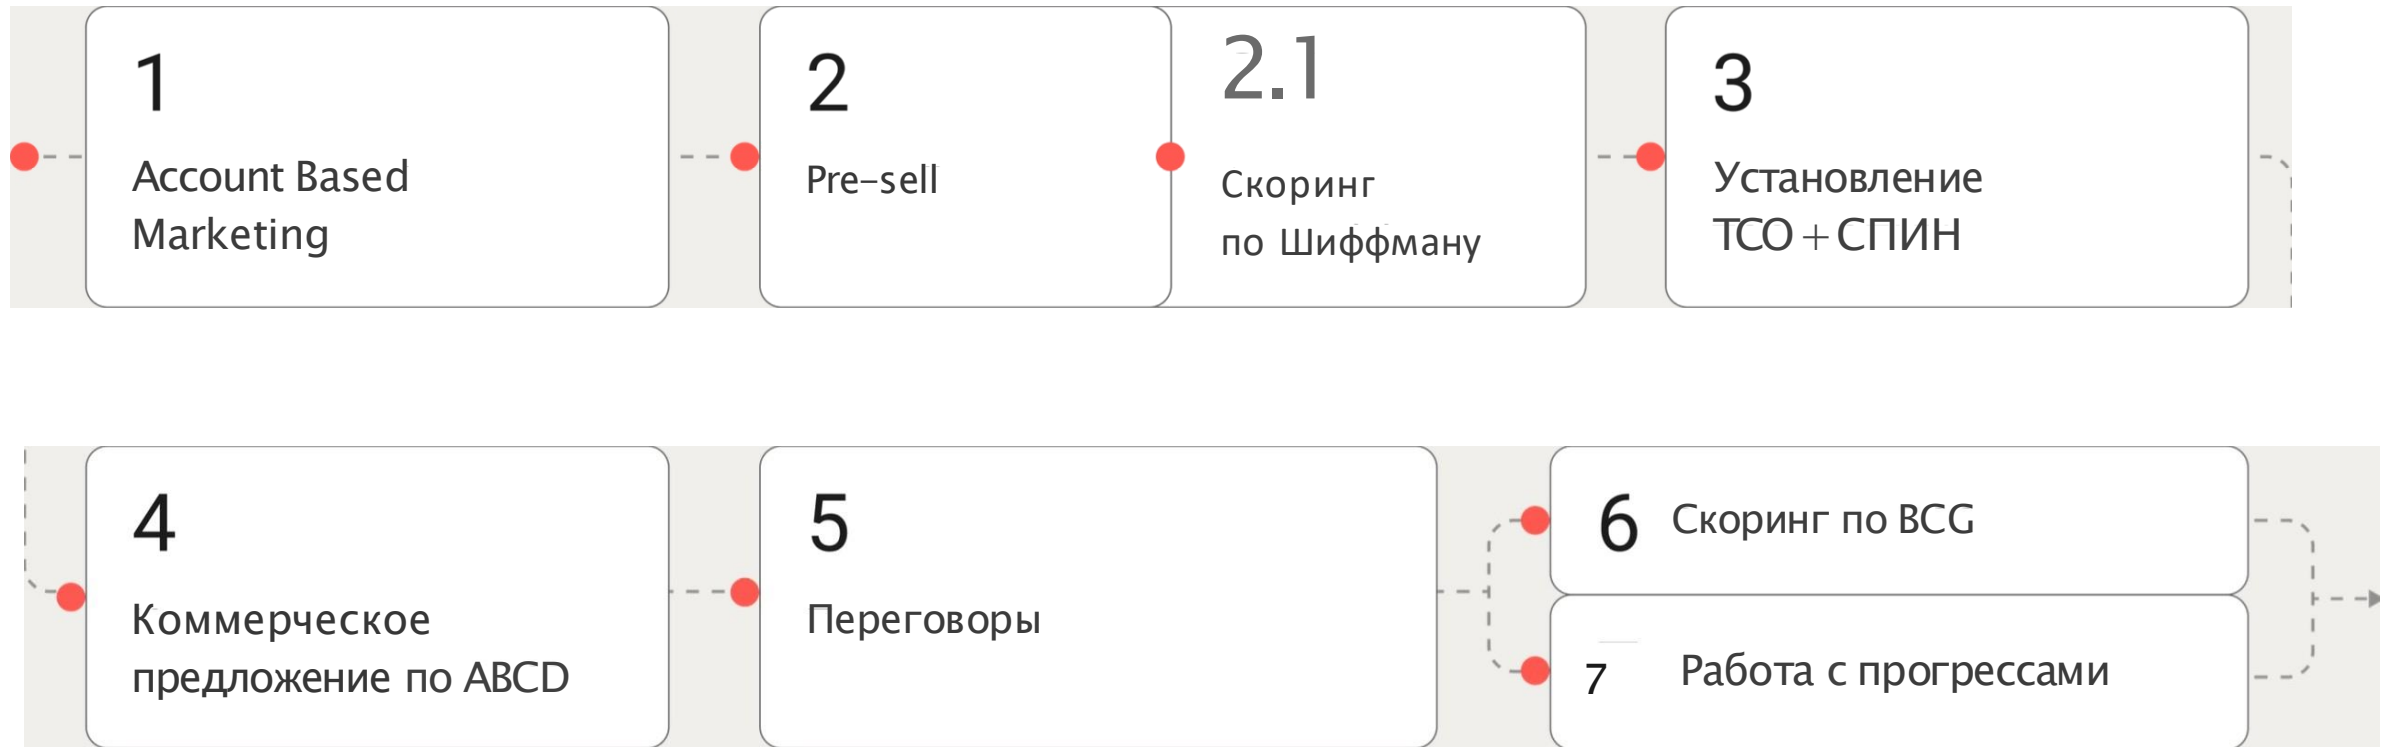 1
Account Based
Marketing
2
Pre-sell
2.1
Скоринг
по Шиффману
3
Установление
ТСО + СПИН
4
Коммерческое
предложение по ABCD
5
Переговоры
6 Скоринг по BCG
7 Работа с прогрессами